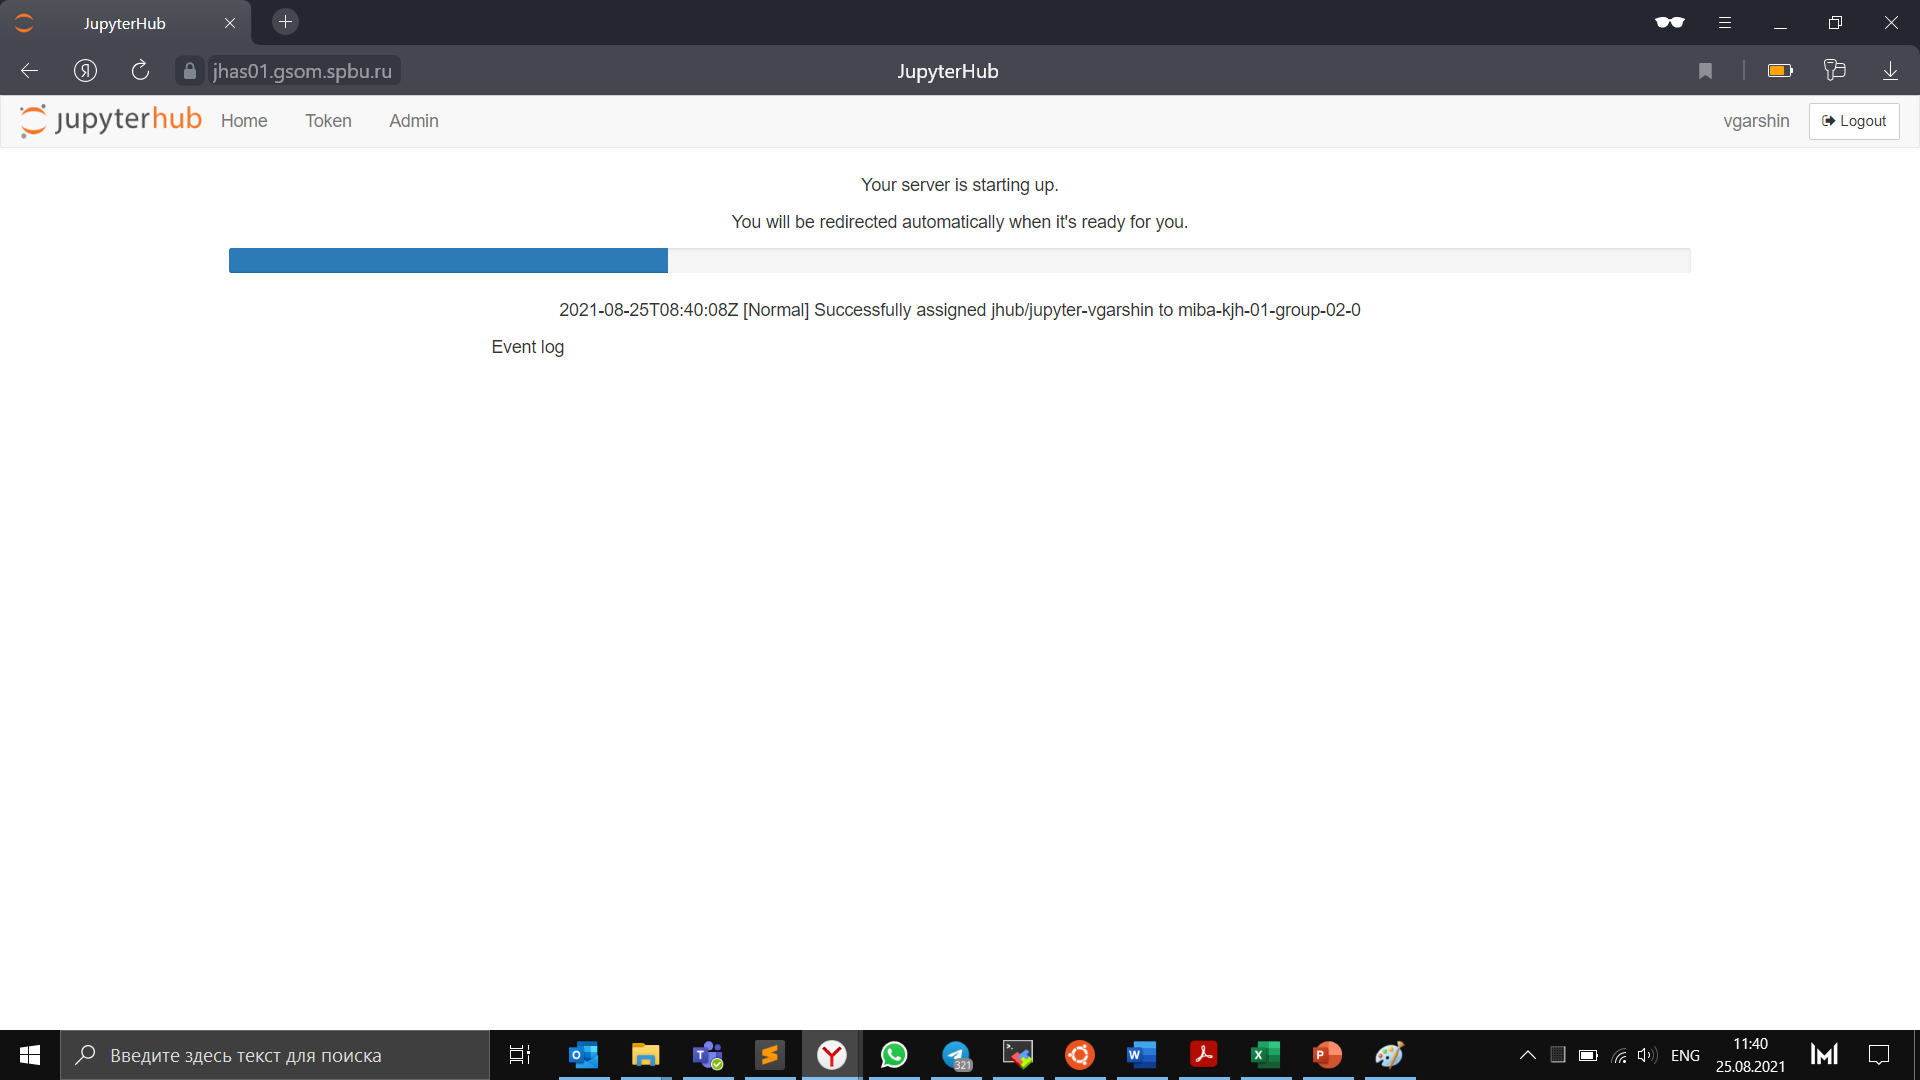 JupyterHub
jhas01.gsom.spbu.ru
JupyterHub
jupyterhub Home Token Admin vgarshin Logout
Your server is starting up.
You will be redirected automatically when it's ready for you.
2021-08-25T08:40:08Z [Normal] Successfully assigned jhub/jupyter-vgarshin to miba-kjh-01-group-02-0
Event log
Введите здесь текст для поиска
321
ENG
11:40
25.08.2021